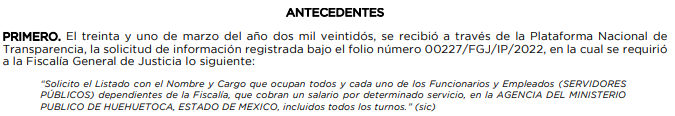 ANTECEDENTES
PRIMERO. El treinta y uno de marzo del año dos mil veintidós, se recibió a través de la Plataforma Nacional de
Transparencia, la solicitud de información registrada bajo el folio número 00227/FGJ/IP/2022, en la cual se requirió
a la Fiscalía General de Justicia lo siguiente:
"Solicito el Listado con el Nombre y Cargo que ocupan todos y cada uno de los Funcionarios y Empleados (SERVIDORES
PÚBLICOS) dependientes de la Fiscalía, que cobran un salario por determinado servicio, en la AGENCIA DEL MINISTERIO
PUBLICO DE HUEHUETOCA, ESTADO DE MEXICO, incluidos todos los turnos." (sic)